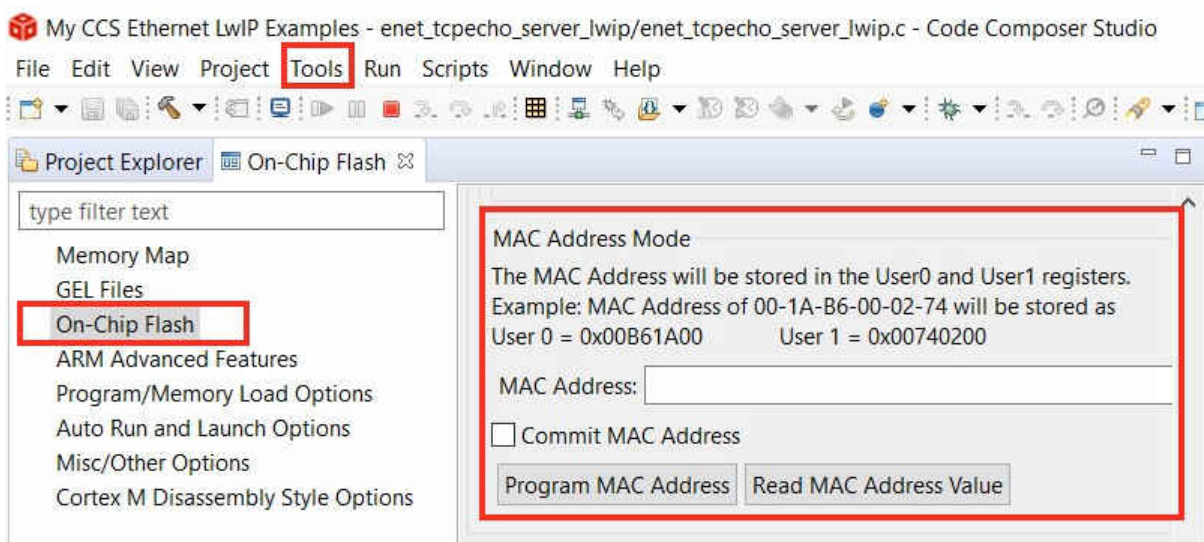 My CCS Ethernet LwIP Examples - enet_tcpecho_server_lwip/enet_tcpecho_server_lwip.c - Code Composer Studio
File Edit View Project Tools Run Scripts Window Help
Project Explorer On-Chip Flash
type filter text
Memory Map
GEL Files
On-Chip Flash
ARM Advanced Features
Program/Memory Load Options
Auto Run and Launch Options
Misc/Other Options
Cortex M Disassembly Style Options
MAC Address Mode
The MAC Address will be stored in the User0 and User1 registers.
Example: MAC Address of 00-1A-B6-00-02-74 will be stored as
User 0 = 0x00B61A00 User 1 = 0x00740200
MAC Address:
Commit MAC Address
Program MAC Address Read MAC Address Value